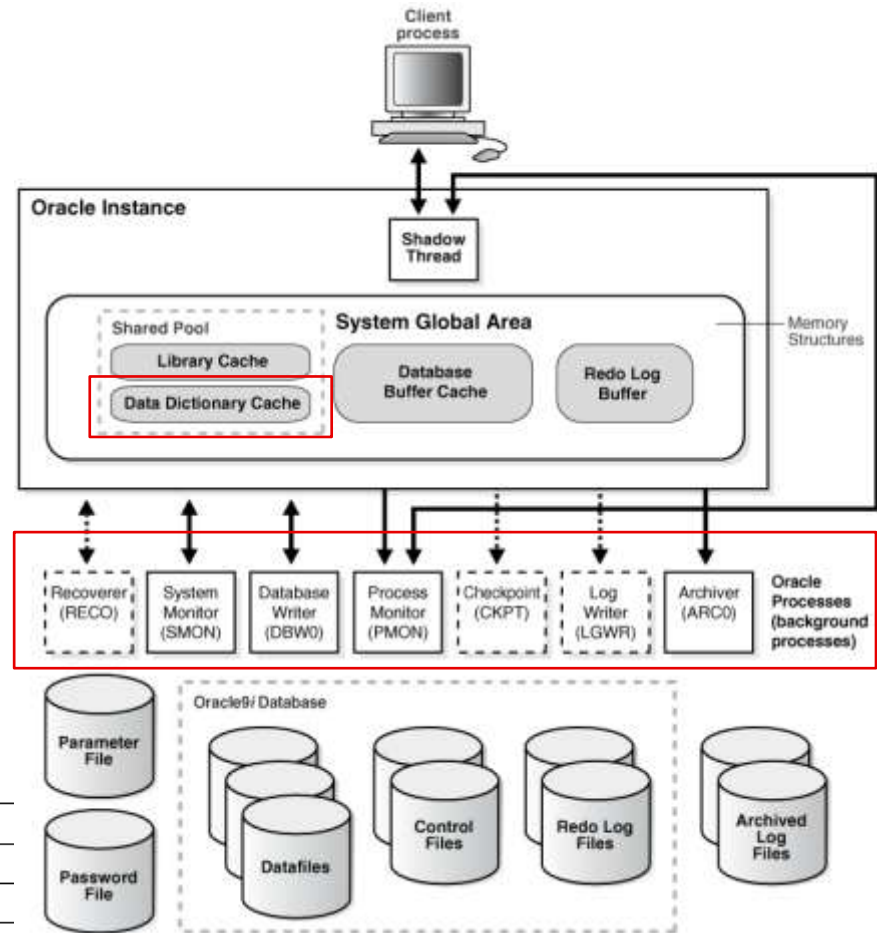 Client
process
Oracle Instance
Shadow
Thread
Shared Pool
System Global Area
Memory
Structures
Library Cache
Data Dictionary Cache
Database
Buffer Cache
Redo Log
Buffer
Recoverer
(RECO)
System
Monitor
(SMON)
Database
Writer
(DBW0)
Process
Monitor
(PMON)
Checkpoint
(CKPT)
Log
Writer
(LGWR)
Archiver
(ARC0)
Oracle
Processes
(background
processes)
Oracle9i Database
Parameter
File
Password
File
Datafiles
Control
Files
Redo Log
Files
Archived
Log
Files